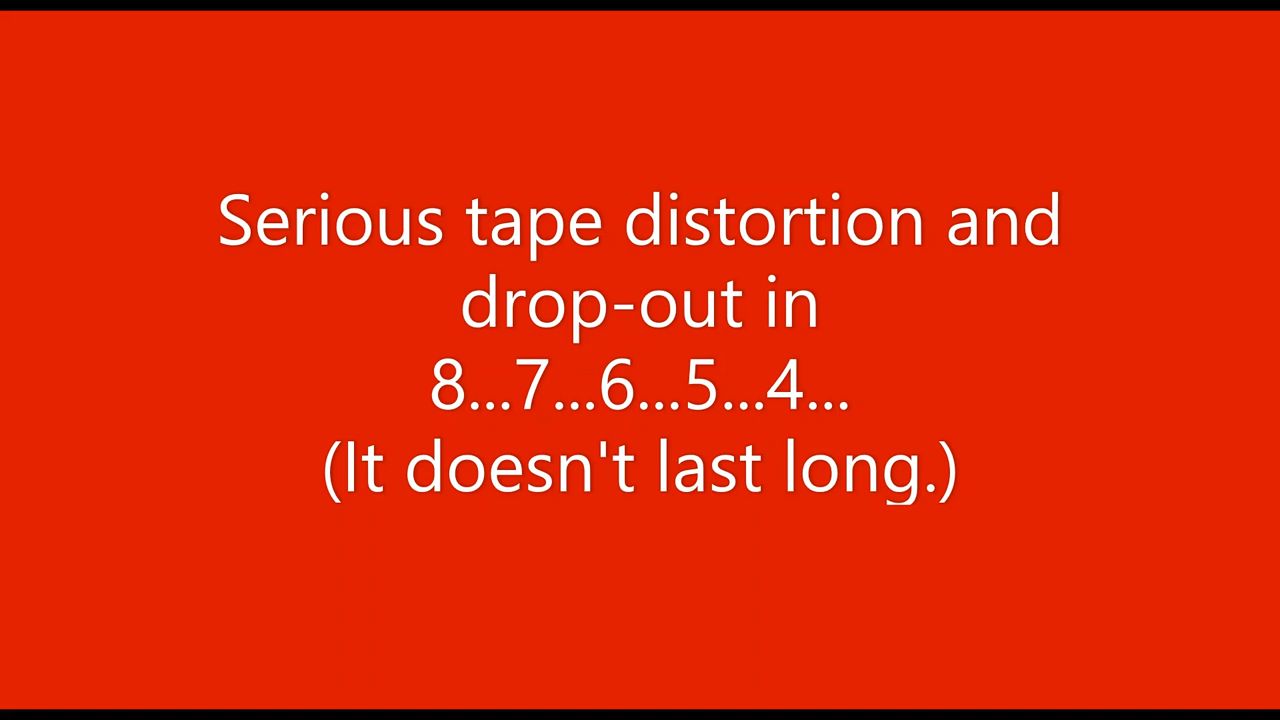 Serious tape distortion and
drop-out in
8...7...6...5...4...
(It doesn't last long.)